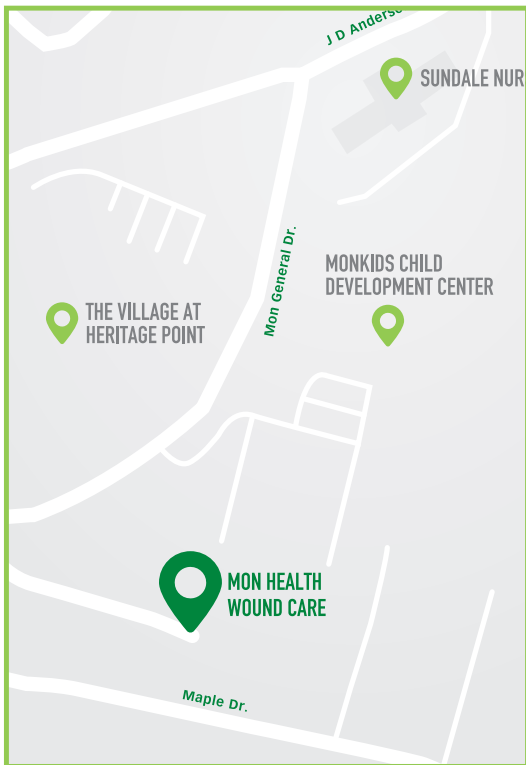 J D Anderso
SUNDALE NUR
Mon General Dr.
MONKIDS CHILD
DEVELOPMENT CENTER
THE VILLAGE AT
HERITAGE POINT
MON HEALTH
WOUND CARE
Maple Dr.